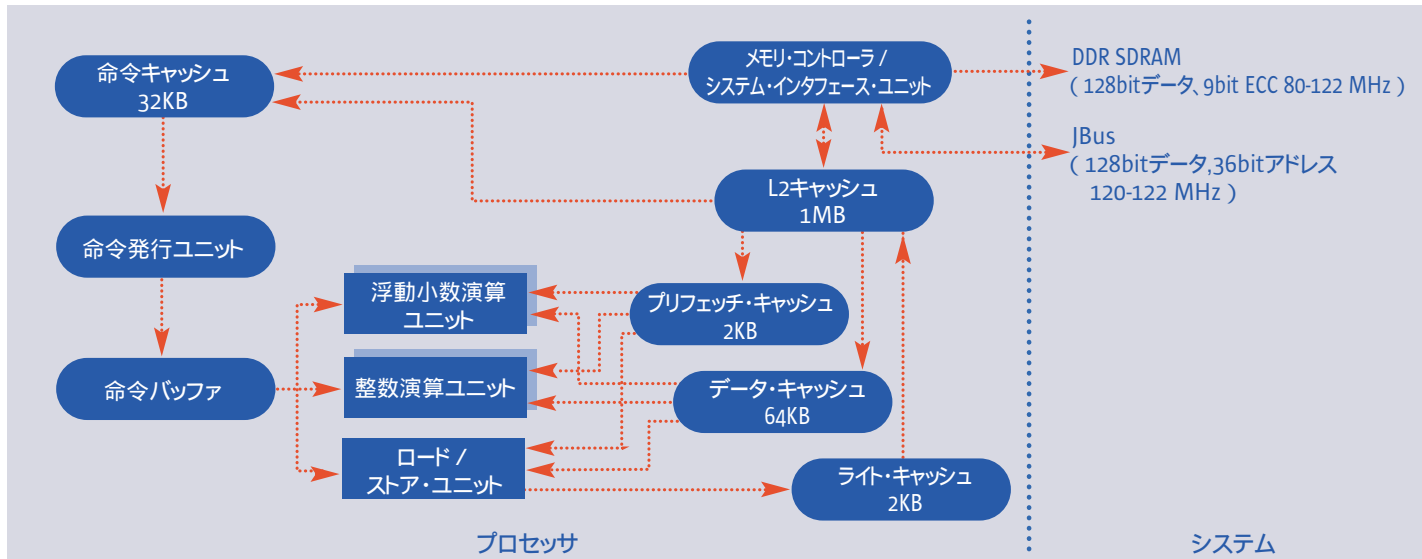 命令キャッシュ
32KB
メモリ・コントローラ /
システム・インタフェース・ユニット
DDR SDRAM
( 128bitデータ、9bit ECC 80-122 MHz )
JBus
( 128bitデータ,36bitアドレス
120-122 MHz )
L2キャッシュ
1MB
命令発行ユニット
浮動小数演算
ユニット
プリフェッチ・キャッシュ
2KB
命令バッファ
整数演算ユニット
データ・キャッシュ
64KB
ロード /
ストア・ユニット
ライト・キャッシュ
2KB
プロセッサ
システム